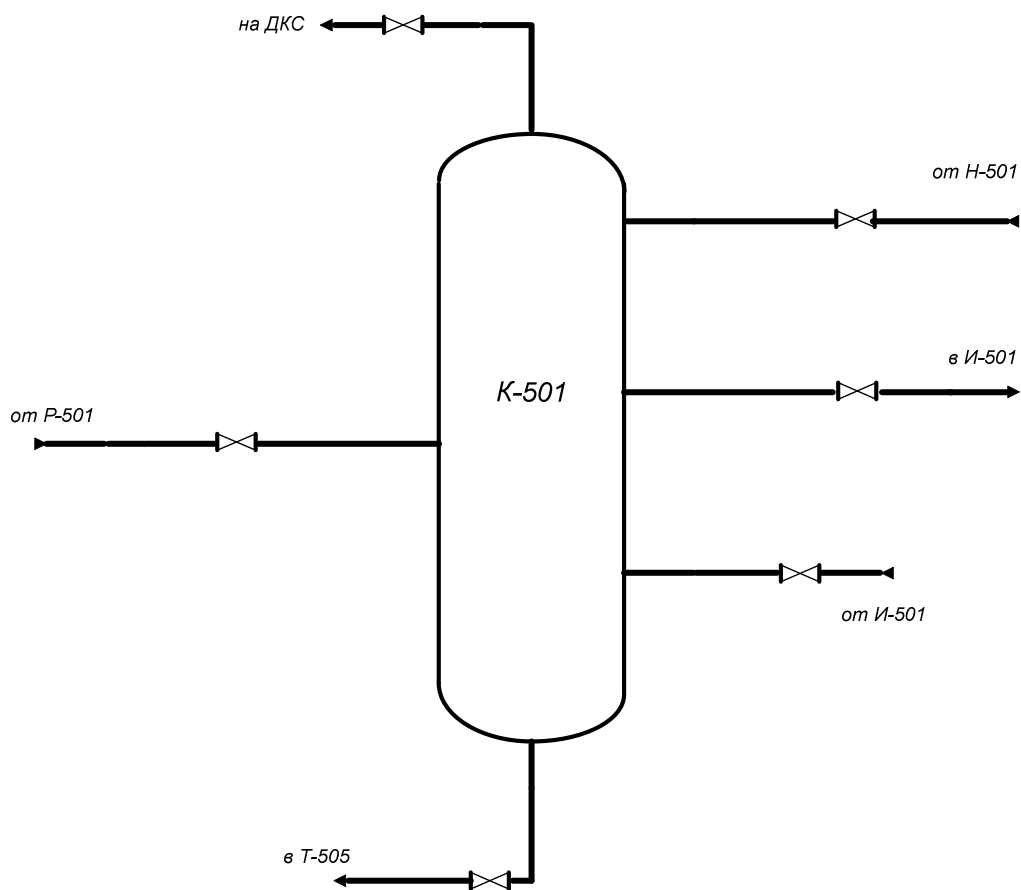 на ДКС
от Н-501
в И-501
К-501
от Р-501
от И-501
в Т-505